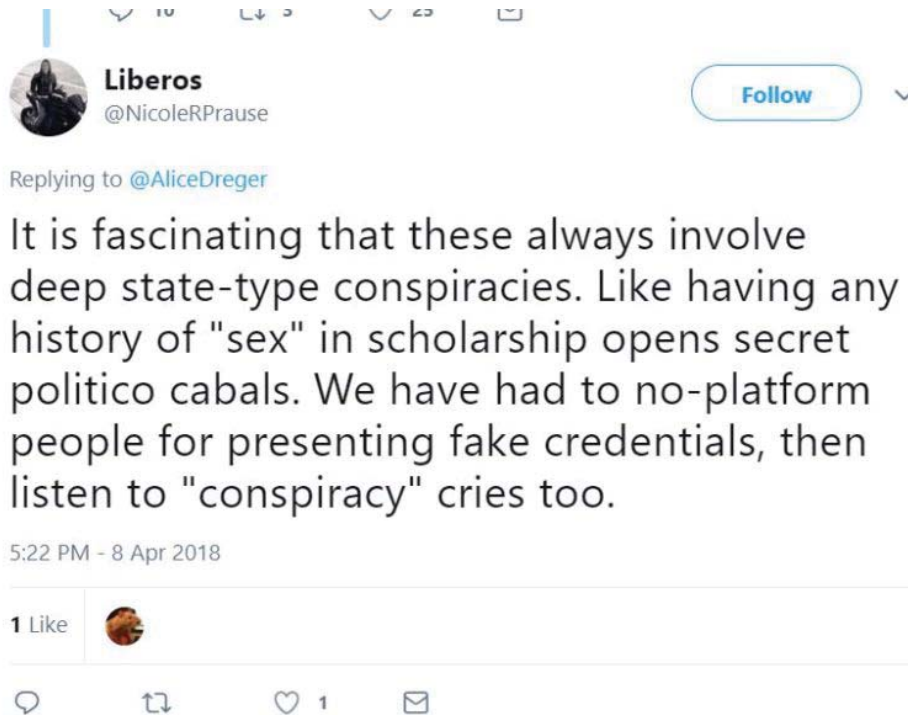 Liberos
@NicoleRPrause
Follow
Replying to @AliceDreger
It is fascinating that these always involve
deep state-type conspiracies. Like having any
history of "sex" in scholarship opens secret
politico cabals. We have had to no-platform
people for presenting fake credentials, then
listen to "conspiracy" cries too.
5:22 PM - 8 Apr 2018
1 Like
1